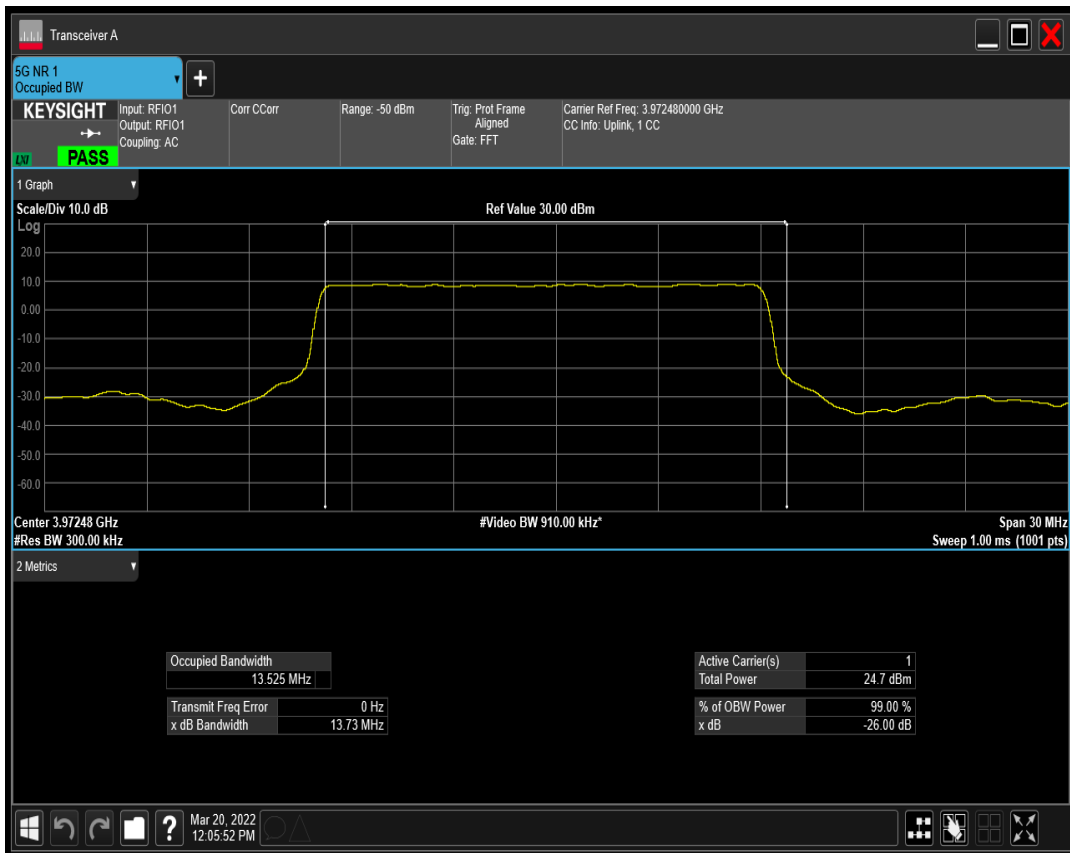 Transceiver A
5G NR 1
Occupied BW
+
KEYSIGHT
LXI
PASS
Input: RFIO1
Output: RFIO1
Coupling: AC
Corr CCorr
Range: -50 dBm
Trig: Prot Frame
Aligned
Gate: FFT
Carrier Ref Freq: 3.972480000 GHz
CC Info: Uplink, 1 CC
1 Graph
Scale/Div 10.0 dB
Ref Value 30.00 dBm
Log
20.0
10.0
0.00
-10.0
-20.0
-30.0
-40.0
-50.0
-60.0
Center 3.97248 GHz
#Video BW 910.00 kHz*
Span 30 MHz
#Res BW 300.00 kHz
Sweep 1.00 ms (1001 pts)
2 Metrics
Occupied Bandwidth
13.525 MHz
Transmit Freq Error 0 Hz
x dB Bandwidth 13.73 MHz
Active Carrier(s) 1
Total Power 24.7 dBm
% of OBW Power 99.00 %
x dB -26.00 dB
?
Mar 20, 2022
12:05:52 PM